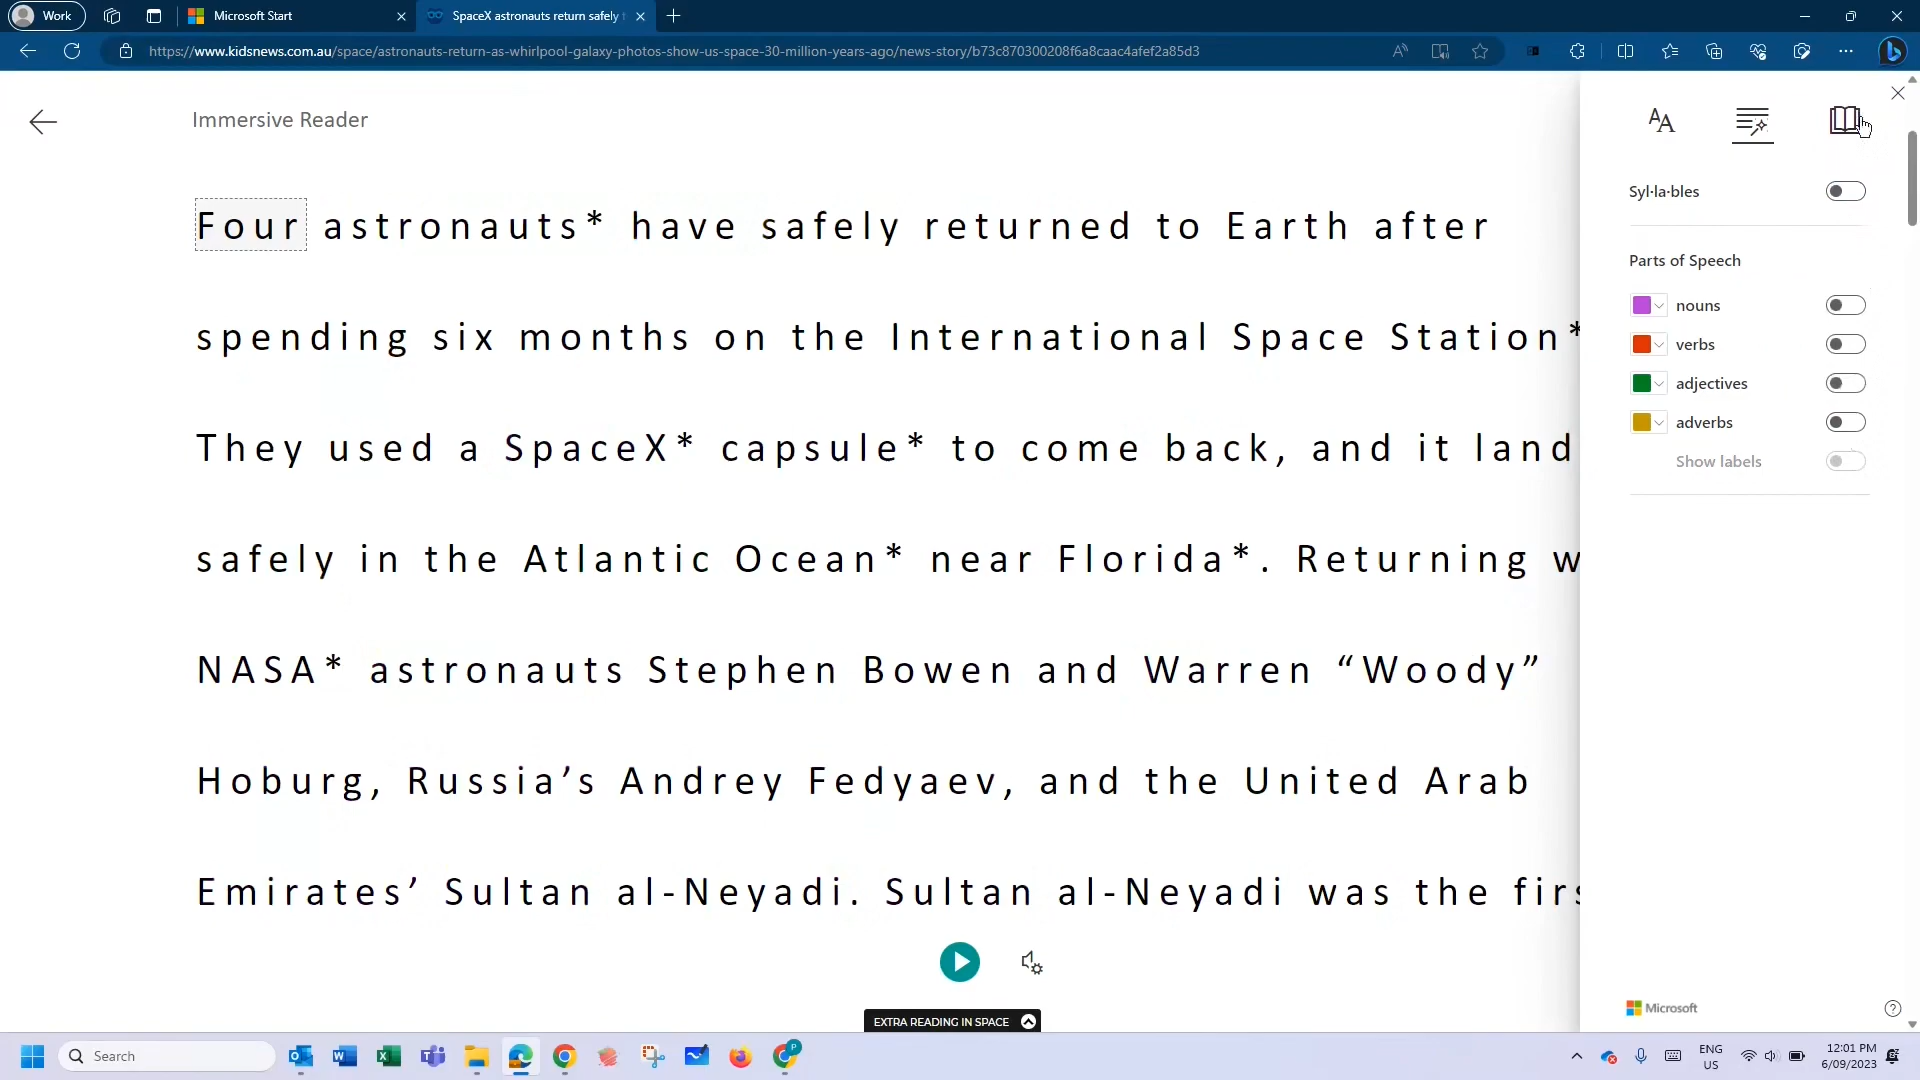 Work
Microsoft Start
SpaceX astronauts return safely
https://www.kidsnews.com.au/space/astronauts-return-as-whirlpool-galaxy-photos-show-us-space-30-million-years-ago/news-story/b73c870300208f6a8caac4afef2a85d3
Immersive Reader
Four astronauts* have safely returned to Earth after
spending six months on the International Space Station*
They used a SpaceX* capsule* to come back, and it land
safely in the Atlantic Ocean* near Florida*. Returning w
NASA* astronauts Stephen Bowen and Warren “Woody”
Hoburg, Russia’s Andrey Fedyaev, and the United Arab
Emirates’ Sultan al-Neyadi. Sultan al-Neyadi was the firs
EXTRA READING IN SPACE
AA
Syl·la·bles
Parts of Speech
nouns
verbs
adjectives
adverbs
Show labels
Microsoft
Search
ENG
US
12:01 PM
6/09/2023